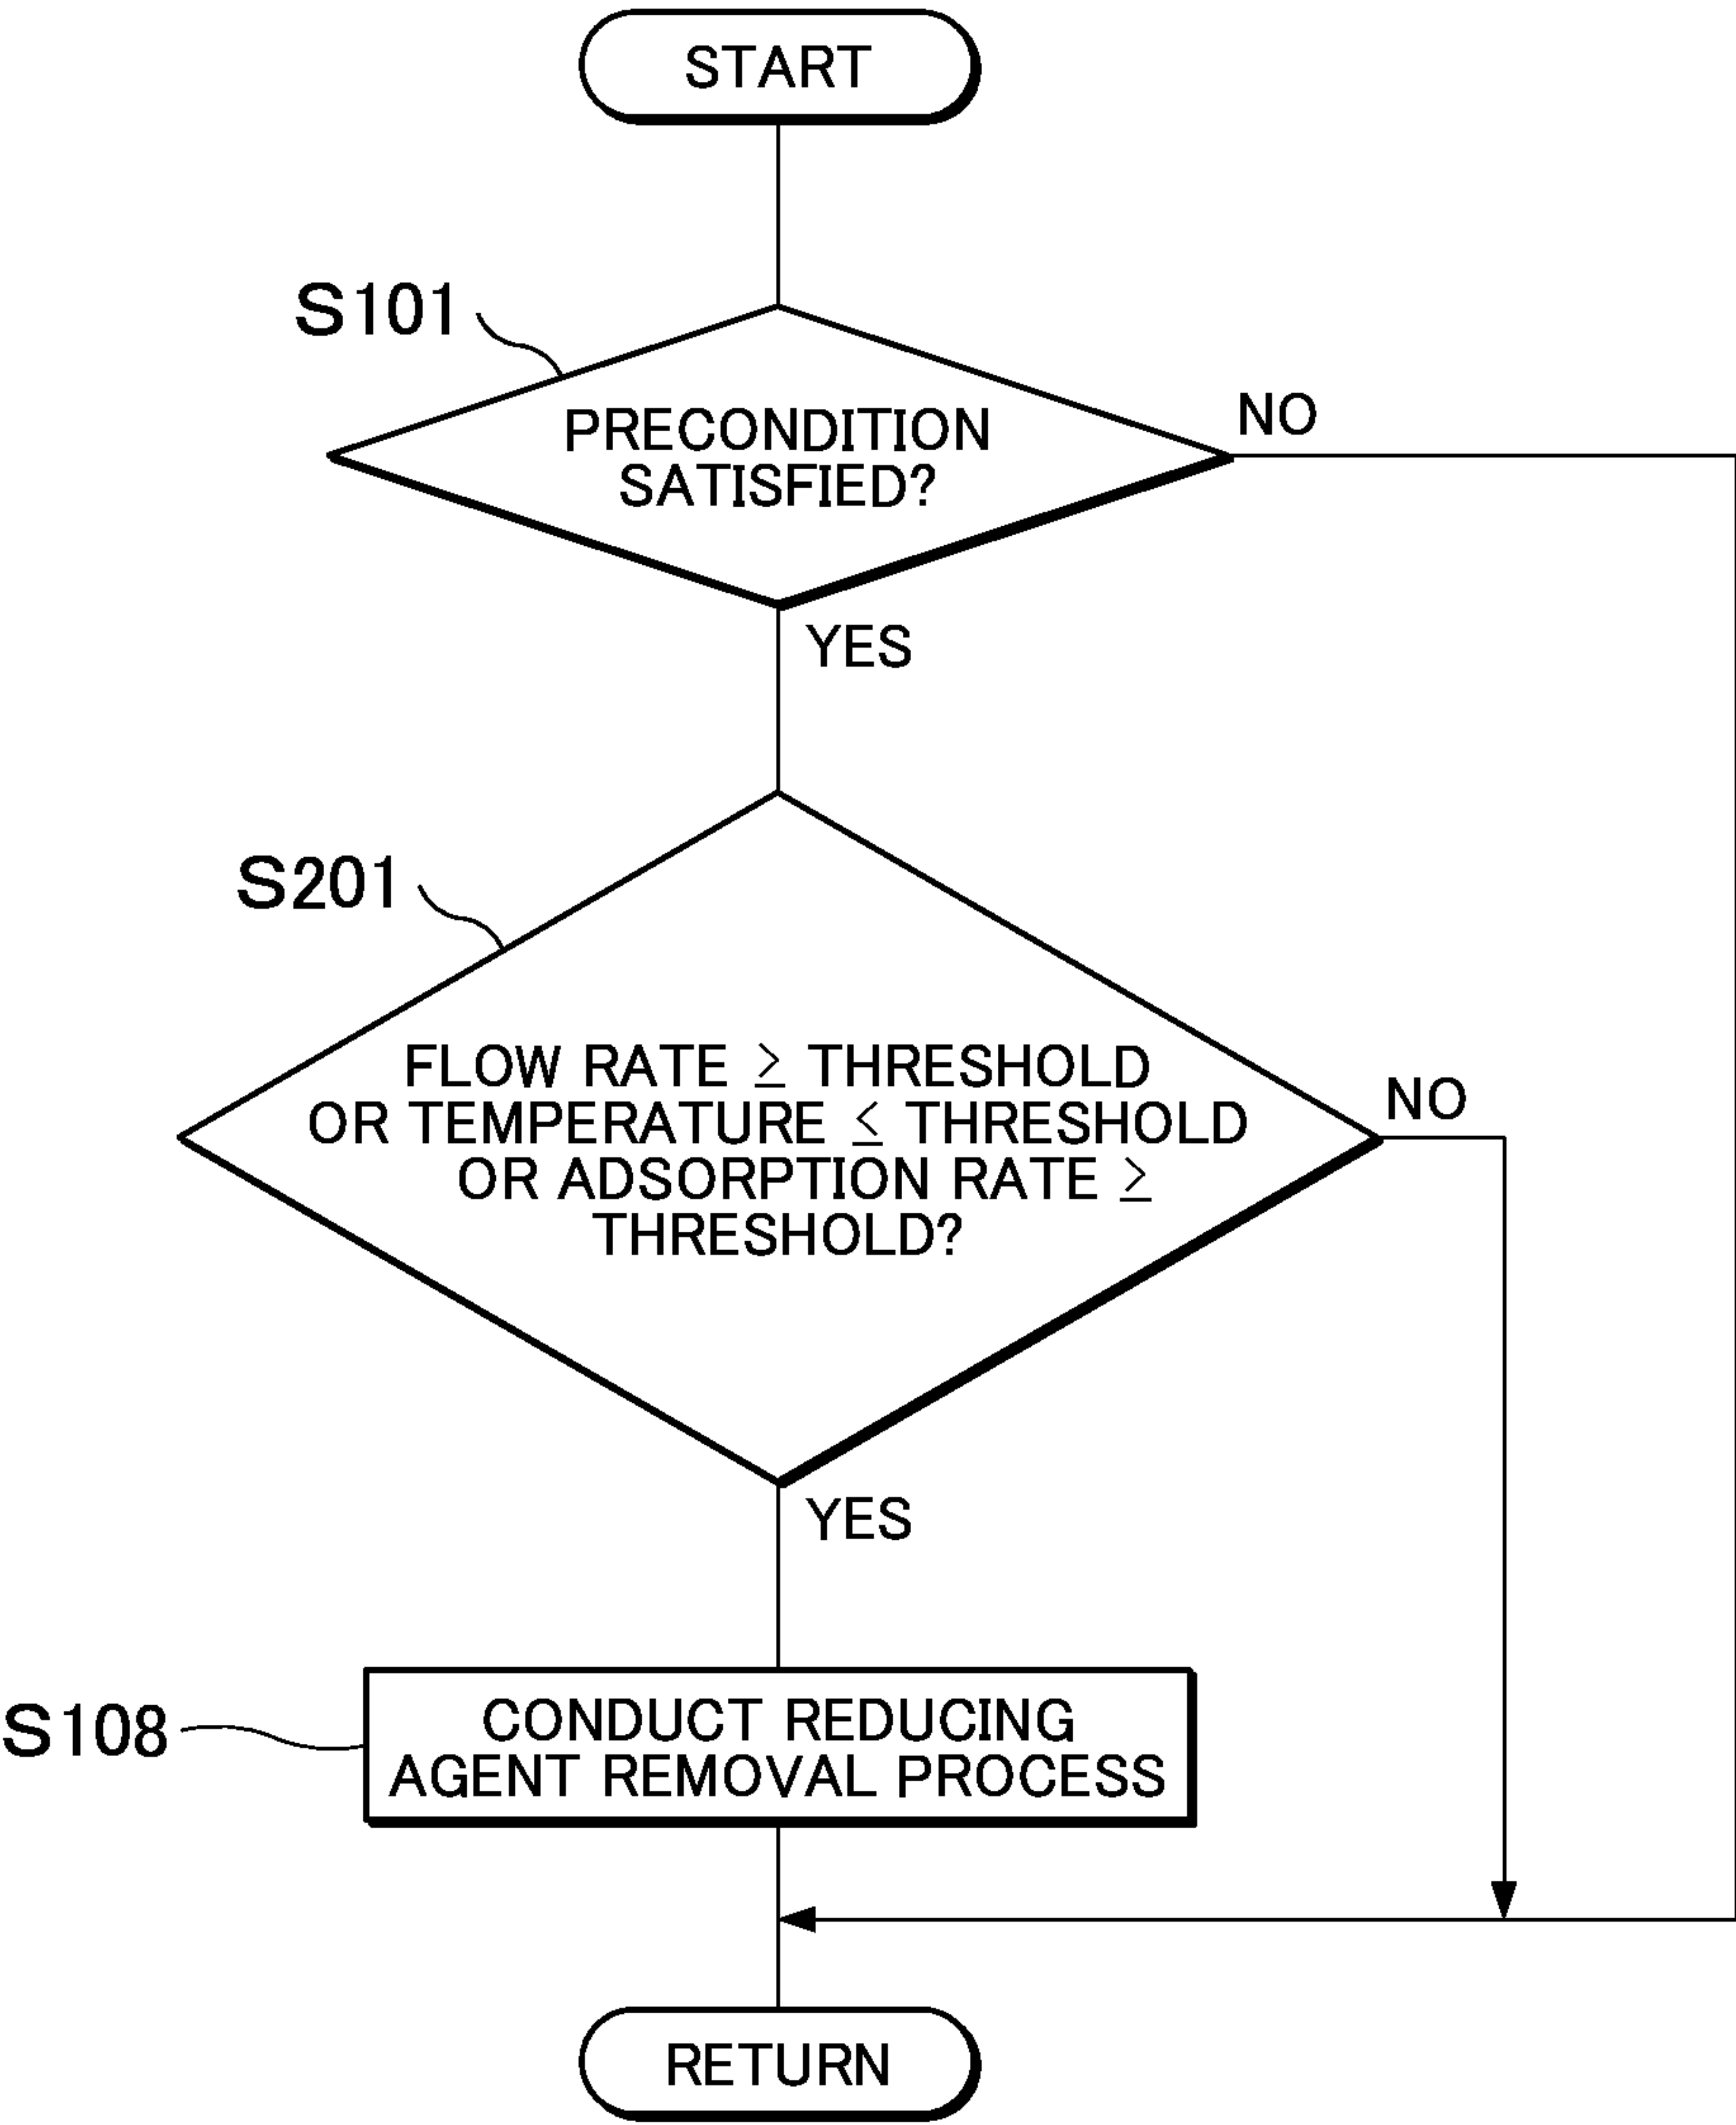 START
S101
PRECONDITION
SATISFIED?
NO
YES
S201
FLOW RATE ≥ THRESHOLD
OR TEMPERATURE ≤ THRESHOLD
OR ADSORPTION RATE ≥
THRESHOLD?
NO
YES
S108
CONDUCT REDUCING
AGENT REMOVAL PROCESS
RETURN